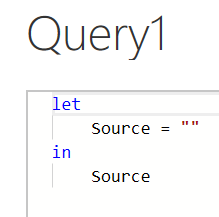 Query1
let
    Source = ""
in
    Source